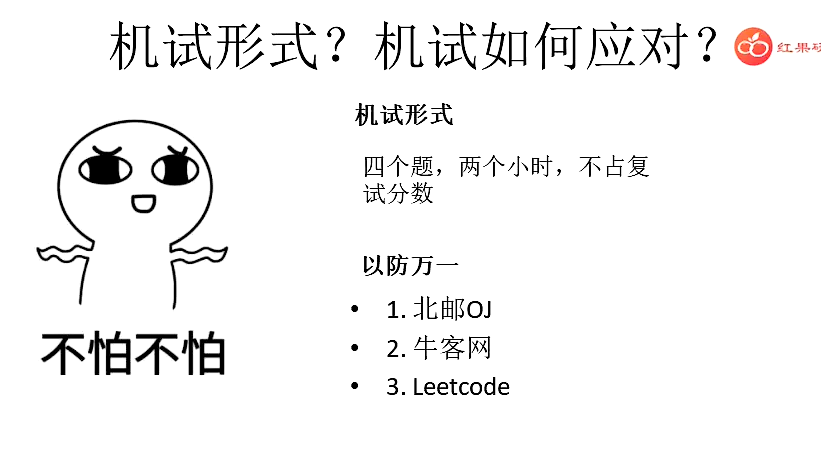 机试形式？机试如何应对？
红果研
机试形式
四个题，两个小时，不占复
试分数
以防万一
• 1. 北邮OJ
• 2. 牛客网
• 3. Leetcode
不怕不怕